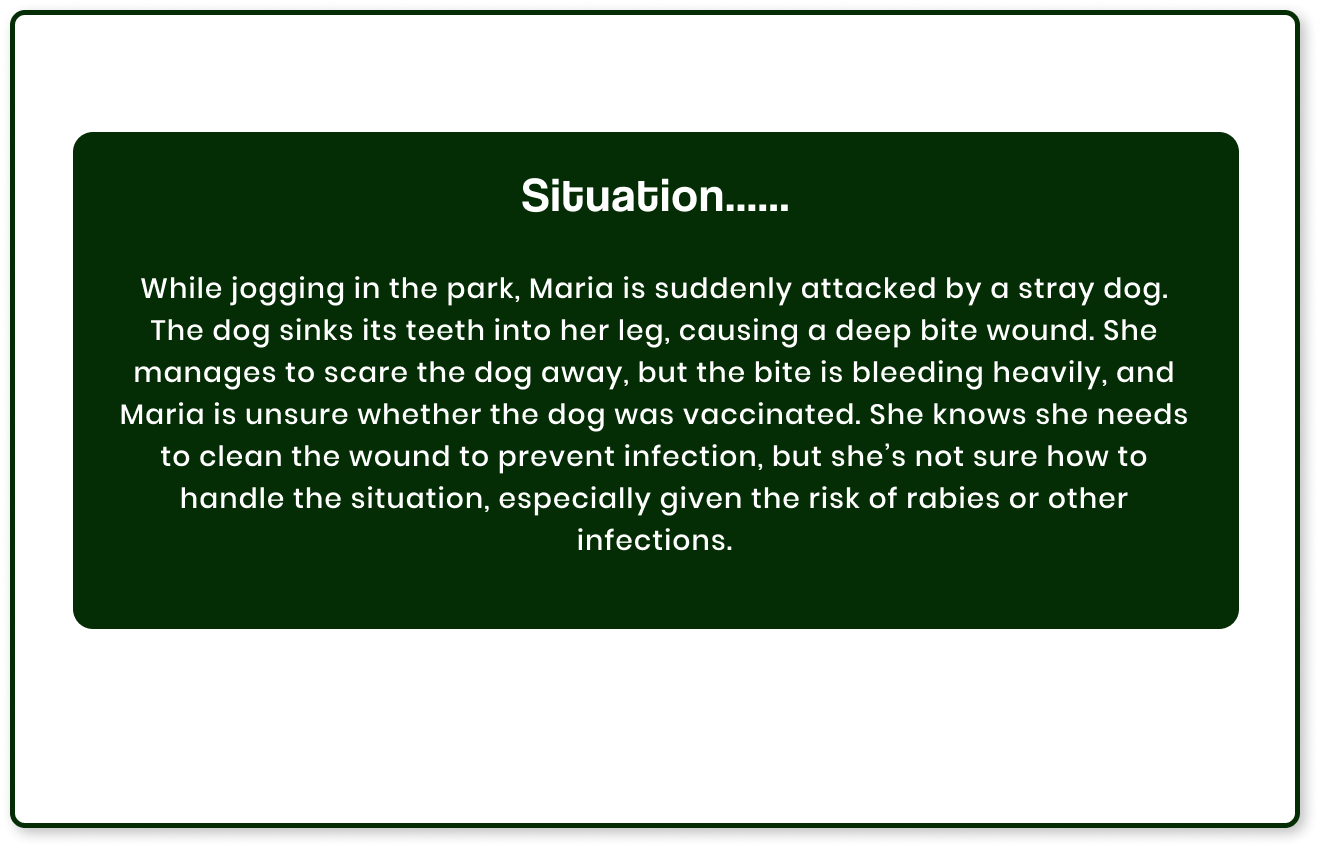 Situation......
While jogging in the park, Maria is suddenly attacked by a stray dog.
The dog sinks its teeth into her leg, causing a deep bite wound. She
manages to scare the dog away, but the bite is bleeding heavily, and
Maria is unsure whether the dog was vaccinated. She knows she needs
to clean the wound to prevent infection, but she’s not sure how to
handle the situation, especially given the risk of rabies or other
infections.